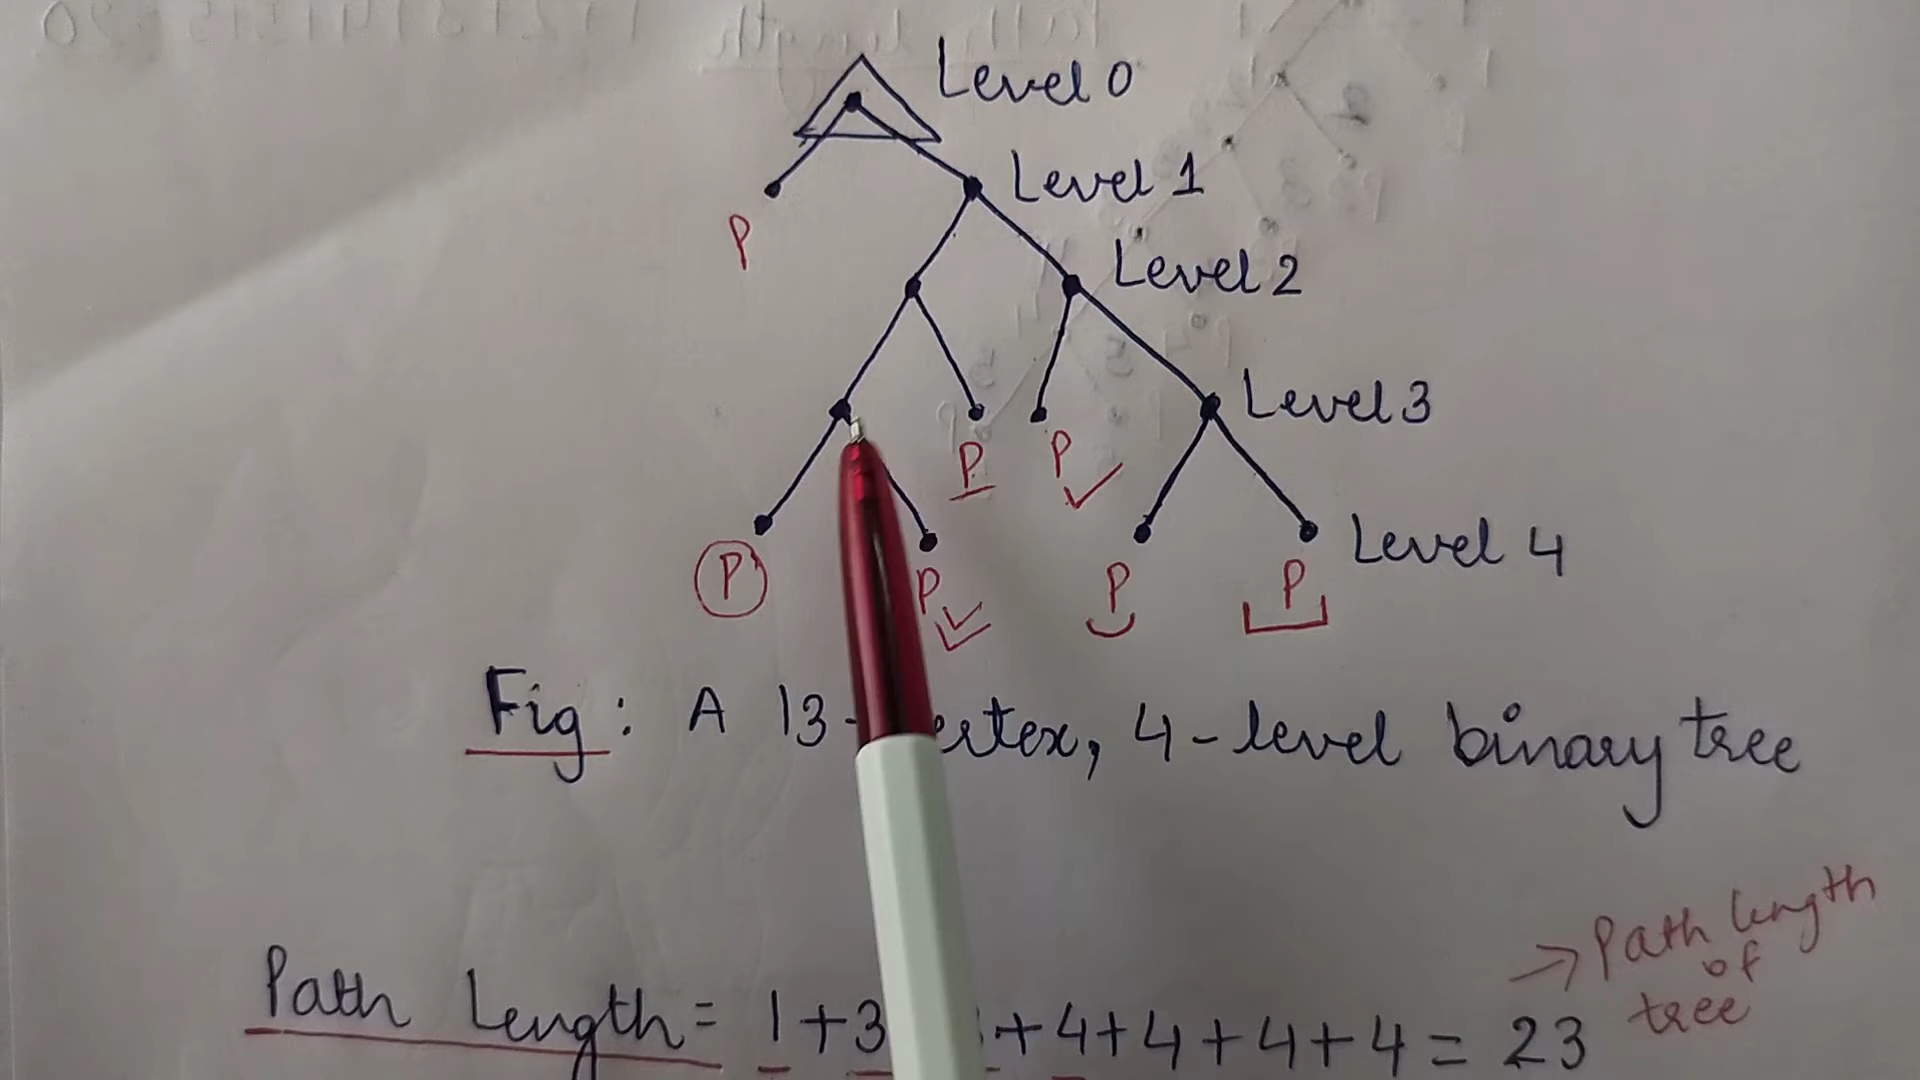 Level 0
Level 1
P
Level 2
Level 3
P P
Level 4
P P P P
Fig: A 13- ertex, 4-level binary tree
Path Length = 1+3 +4+4+4+4 = 23
→ Path length
of
tree